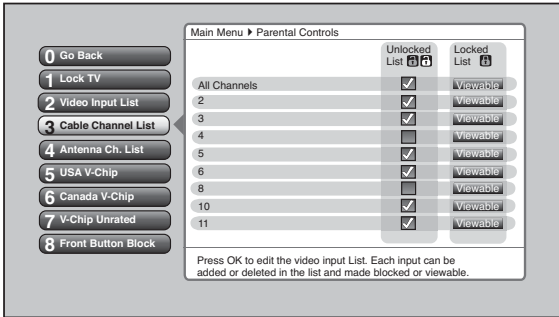 Main Menu ▶ Parental Controls
0 Go Back
1 Lock TV
2 Video Input List
3 Cable Channel List
4 Antenna Ch. List
5 USA V-Chip
6 Canada V-Chip
7 V-Chip Unrated
8 Front Button Block
Unlocked
List
Locked
List
All Channels Viewable
2 Viewable
3 Viewable
4 Viewable
5 Viewable
6 Viewable
8 Viewable
10 Viewable
11 Viewable
Press OK to edit the video input List. Each input can be
added or deleted in the list and made blocked or viewable.